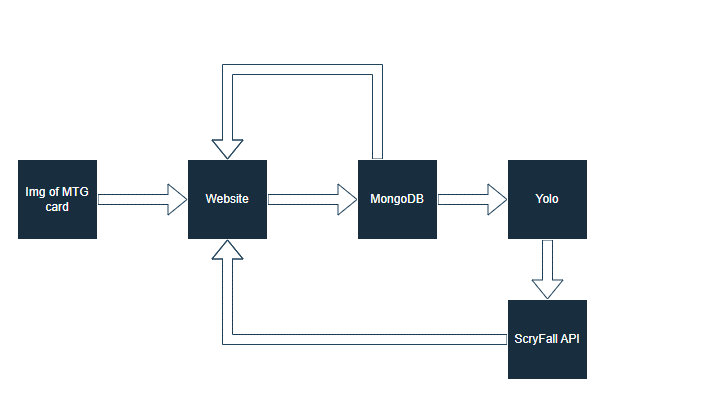 Img of MTG
card
Website
MongoDB
Yolo
ScryFall API